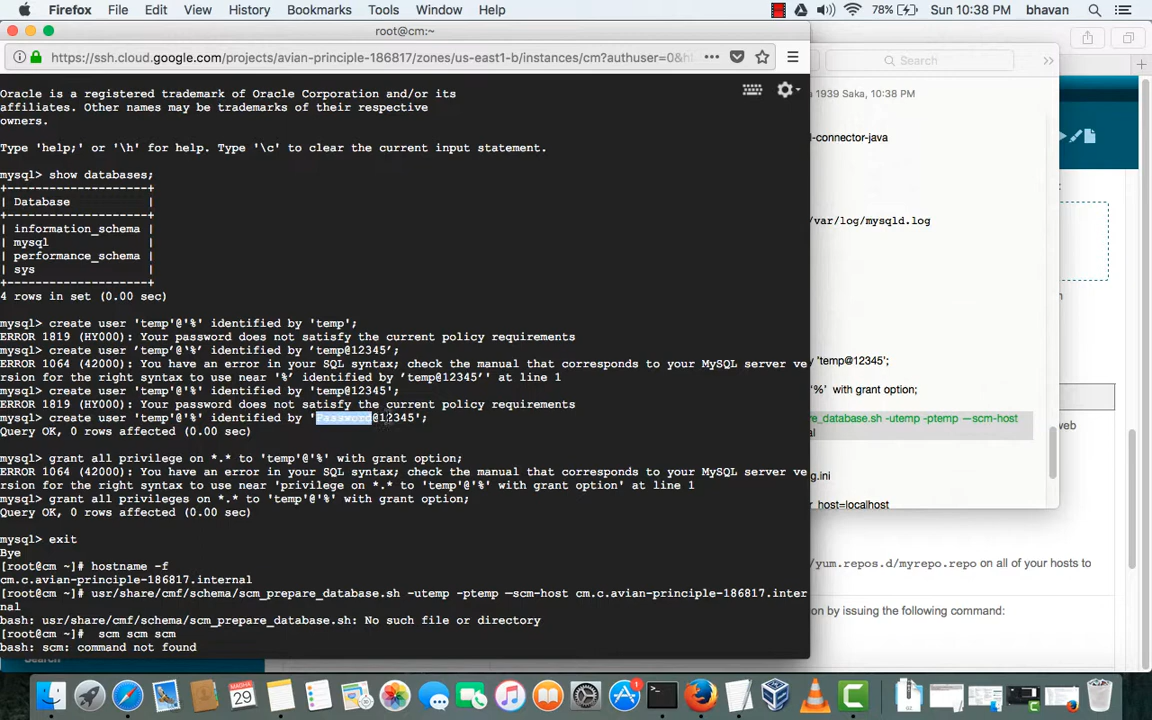 Firefox File Edit View History Bookmarks Tools Window Help 78% Sun 10:38 PM bhavan
root@cm:~
https://ssh.cloud.google.com/projects/avian-principle-186817/zones/us-east1-b/instances/cm?authuser=0&h
Search
1939 Saka, 10:38 PM
Oracle is a registered trademark of Oracle Corporation and/or its
affiliates. Other names may be trademarks of their respective
owners.
Type 'help;' or '\h' for help. Type '\c' to clear the current input statement.
mysql> show databases;
+--------------------+
| Database           |
+--------------------+
| information_schema |
| mysql              |
| performance_schema |
| sys                |
+--------------------+
4 rows in set (0.00 sec)
mysql> create user 'temp'@'%' identified by 'temp';
ERROR 1819 (HY000): Your password does not satisfy the current policy requirements
mysql> create user ’temp’@‘%’ identified by ’temp@12345’;
ERROR 1064 (42000): You have an error in your SQL syntax; check the manual that corresponds to your MySQL server ve
rsion for the right syntax to use near ‘%’ identified by ’temp@12345’' at line 1
mysql> create user 'temp'@'%' identified by 'temp@12345';
ERROR 1819 (HY000): Your password does not satisfy the current policy requirements
mysql> create user 'temp'@'%' identified by 'Password@12345';
Query OK, 0 rows affected (0.00 sec)
mysql> grant all privilege on *.* to 'temp'@'%' with grant option;
ERROR 1064 (42000): You have an error in your SQL syntax; check the manual that corresponds to your MySQL server ve
rsion for the right syntax to use near 'privilege on *.* to 'temp'@'%' with grant option' at line 1
mysql> grant all privileges on *.* to 'temp'@'%' with grant option;
Query OK, 0 rows affected (0.00 sec)
mysql> exit
Bye
[root@cm ~]# hostname -f
cm.c.avian-principle-186817.internal
[root@cm ~]# usr/share/cmf/schema/scm_prepare_database.sh -utemp -ptemp —scm-host cm.c.avian-principle-186817.inter
nal
bash: usr/share/cmf/schema/scm_prepare_database.sh: No such file or directory
[root@cm ~]#  scm scm scm
bash: scm: command not found
-connector-java
/var/log/mysqld.log
'temp@12345';
'%' with grant option;
e_database.sh -utemp -ptemp —scm-host
al
g.ini
r_host=localhost
web
/yum.repos.d/myrepo.repo on all of your hosts to
on by issuing the following command:
Search
29
1